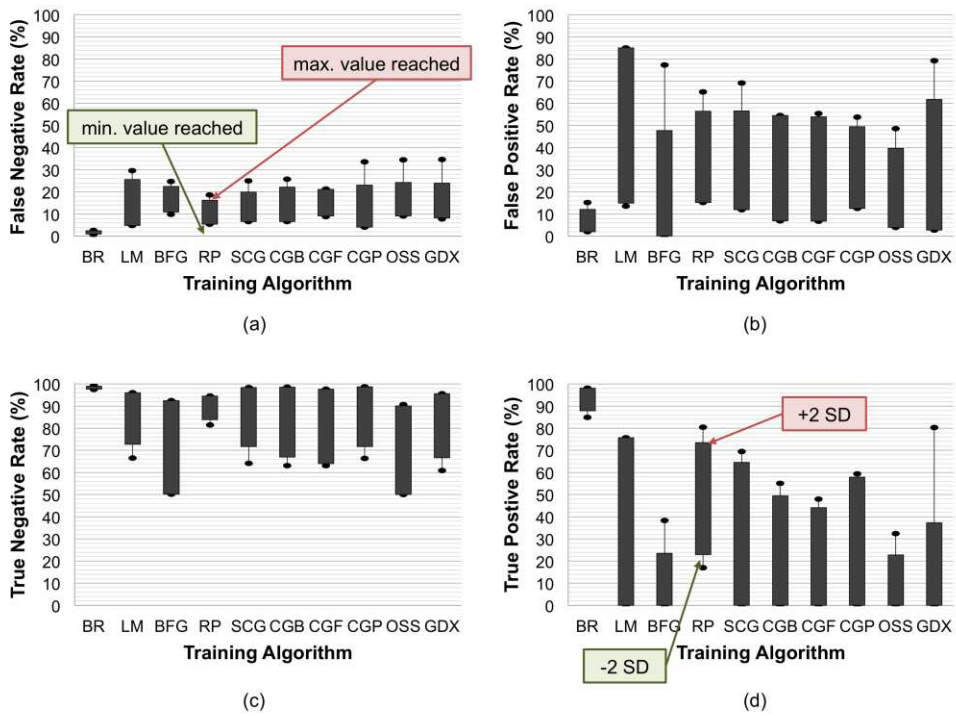 100
90
80
70
60
50
40
30
20
10
0
False Negative Rate (%)
max. value reached
min. value reached
BR LM BFG RP SCG CGB CGF CGP OSS GDX
Training Algorithm
(a)
100
90
80
70
60
50
40
30
20
10
0
False Positive Rate (%)
BR LM BFG RP SCG CGB CGF CGP OSS GDX
Training Algorithm
(b)
100
90
80
70
60
50
40
30
20
10
0
True Negative Rate (%)
BR LM BFG RP SCG CGB CGF CGP OSS GDX
Training Algorithm
(c)
100
90
80
70
60
50
40
30
20
10
0
True Postive Rate (%)
+2 SD
BR LM BFG RP SCG CGB CGF CGP OSS GDX
-2 SD
Training Algorithm
(d)